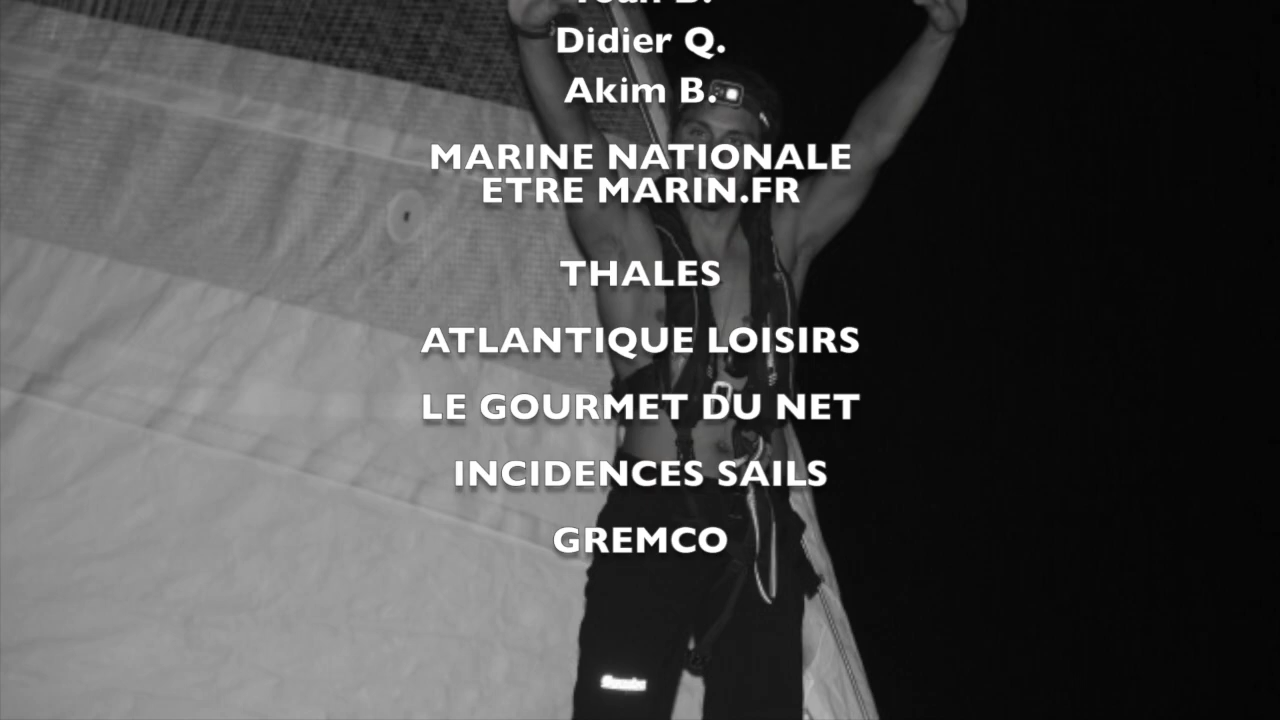 Didier Q.
Akim B.
MARINE NATIONALE
ETRE MARIN.FR
THALES
ATLANTIQUE LOISIRS
LE GOURMET DU NET
INCIDENCES SAILS
GREMCO